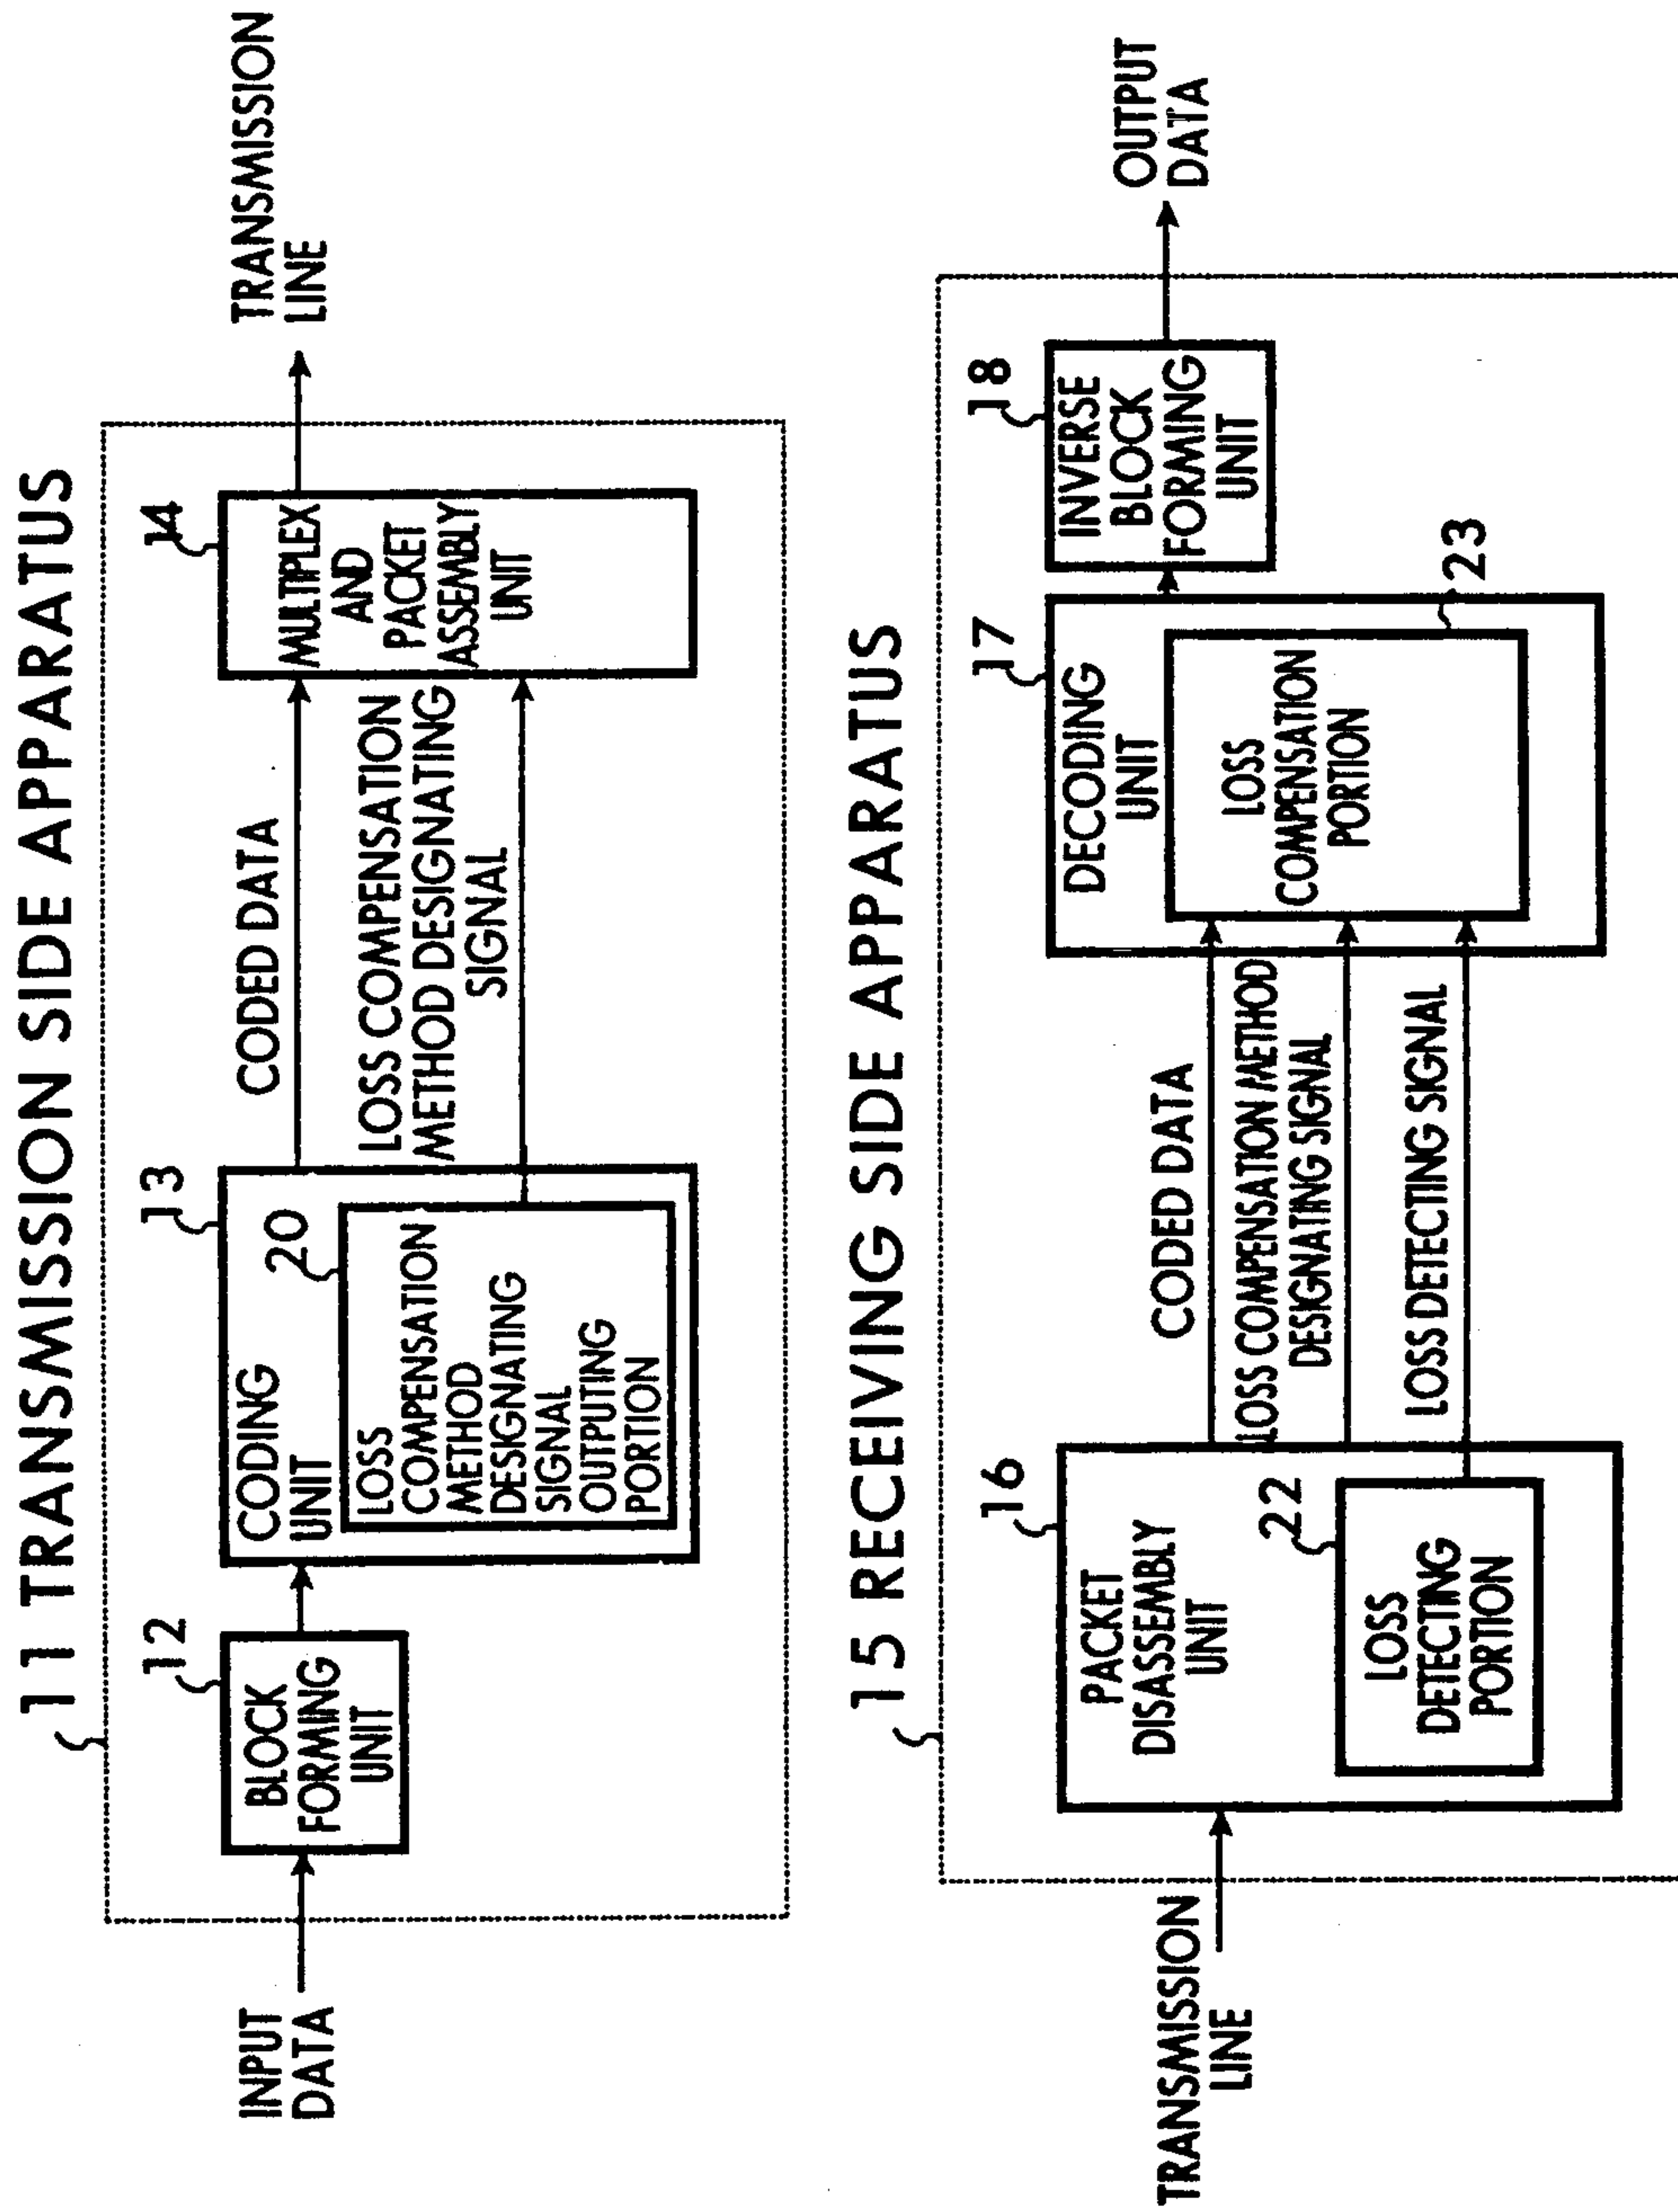 11 TRANSMISSION SIDE APPARATUS
INPUT
DATA
12
BLOCK
FORMING
UNIT
13
CODING
UNIT
20
LOSS
COMPENSATION
METHOD
DESIGNATING
SIGNAL
OUTPUTING
PORTION
CODED DATA
LOSS COMPENSATION
METHOD DESIGNATING
SIGNAL
14
MULTIPLEX
AND
PACKET
ASSEMBLY
UNIT
TRANSMISSION
LINE
15 RECEIVING SIDE APPARATUS
TRANSMISSION
LINE
16
PACKET
DISASSEMBLY
UNIT
22
LOSS
DETECTING
PORTION
CODED DATA
LOSS COMPENSATION METHOD
DESIGNATING SIGNAL
LOSS DETECTING SIGNAL
17
DECODING
UNIT
LOSS
COMPENSATION
PORTION
23
18
INVERSE
BLOCK
FORMING
UNIT
OUTPUT
DATA